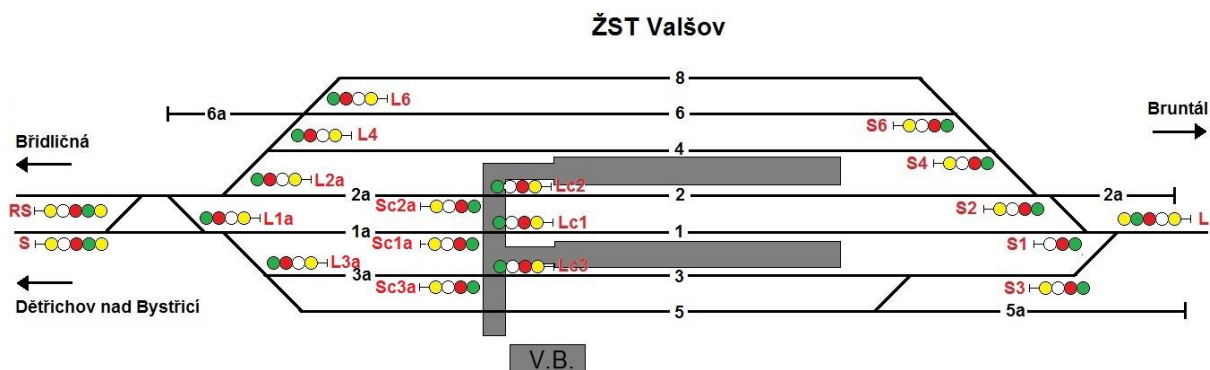 ŽST Valšov
8
L6
6a
6
Bruntál
S6
L4
Břidličná
4
S4
L2a
Lc2
2a
2
2a
RS
Sc2a
S2
L1a
Lc1
L
S
1a
Sc1a
1
S1
L3a
Lc3
3a
3
Sc3a
S3
Dětřichov nad Bystřicí
5
5a
V.B.